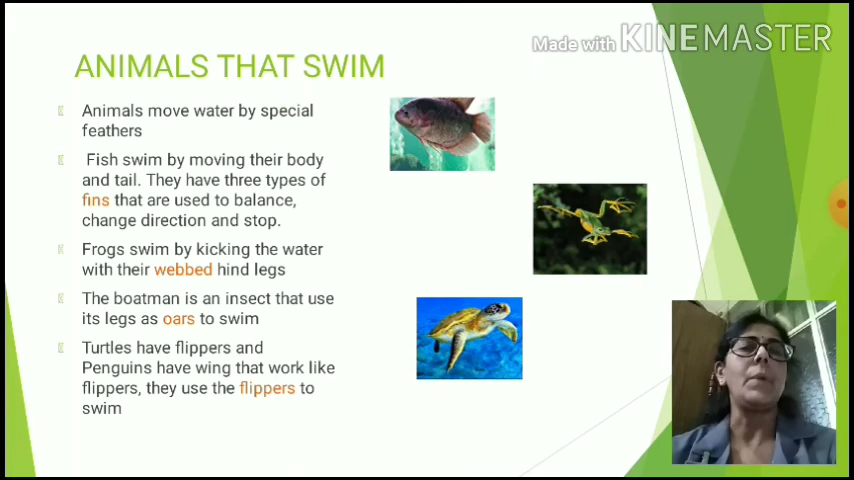 Made with KINEMASTER
ANIMALS THAT SWIM
Animals move water by special
feathers
Fish swim by moving their body
and tail. They have three types of
fins that are used to balance,
change direction and stop.
Frogs swim by kicking the water
with their webbed hind legs
The boatman is an insect that use
its legs as oars to swim
Turtles have flippers and
Penguins have wing that work like
flippers, they use the flippers to
swim